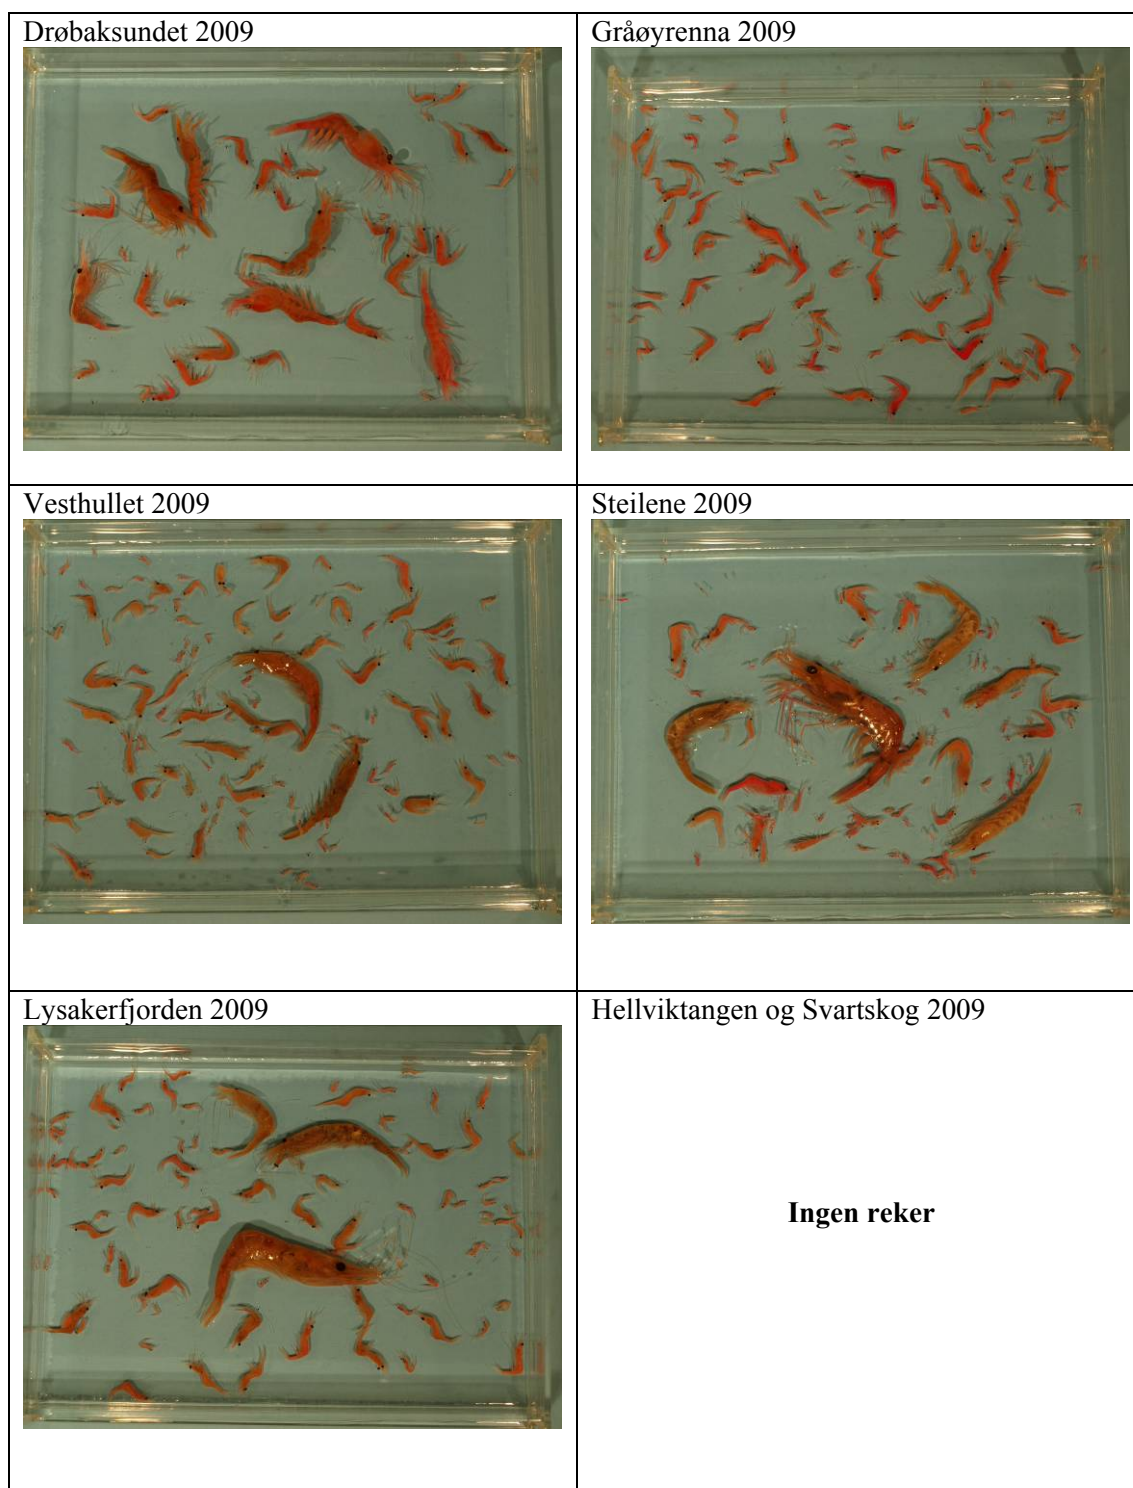 Drøbaksundet 2009
Gråøyrenna 2009
Vesthullet 2009
Steilene 2009
Lysakerfjorden 2009
Hellviktangen og Svartskog 2009
Ingen reker